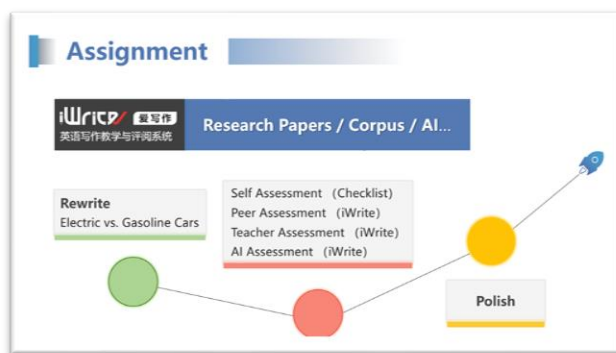 Assignment
iWrite 爱写作
英语写作教学与评阅系统
Research Papers / Corpus / AI...
Rewrite
Electric vs. Gasoline Cars
Self Assessment （Checklist）
Peer Assessment （iWrite）
Teacher Assessment （iWrite）
AI Assessment （iWrite）
Polish